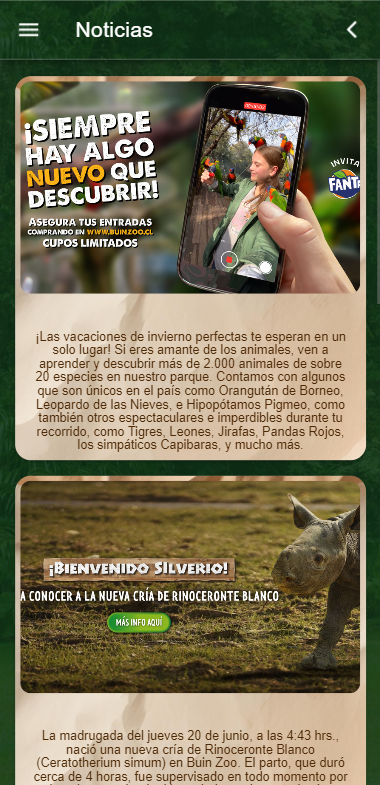 Noticias
¡SIEMPRE
HAY ALGO
NUEVO QUE
DESCUBRIR!
ASEGURA TUS ENTRADAS
COMPRANDO EN WWW.BUINZOO.CL
CUPOS LIMITADOS
INVITA
FANTA
¡Las vacaciones de invierno perfectas te esperan en un
solo lugar! Si eres amante de los animales, ven a
aprender y descubrir más de 2.000 animales de sobre
20 especies en nuestro parque. Contamos con algunos
que son únicos en el país como Orangután de Borneo,
Leopardo de las Nieves, e Hipopótamos Pigmeo, como
también otros espectaculares e imperdibles durante tu
recorrido, como Tigres, Leones, Jirafas, Pandas Rojos,
los simpáticos Capibaras, y mucho más.
¡BIENVENIDO SILVERIO!
A CONOCER A LA NUEVA CRÍA DE RINOCERONTE BLANCO
MÁS INFO AQUÍ
La madrugada del jueves 20 de junio, a las 4:43 hrs.,
nació una nueva cría de Rinoceronte Blanco
(Ceratotherium simum) en Buin Zoo. El parto, que duró
cerca de 4 horas, fue supervisado en todo momento por